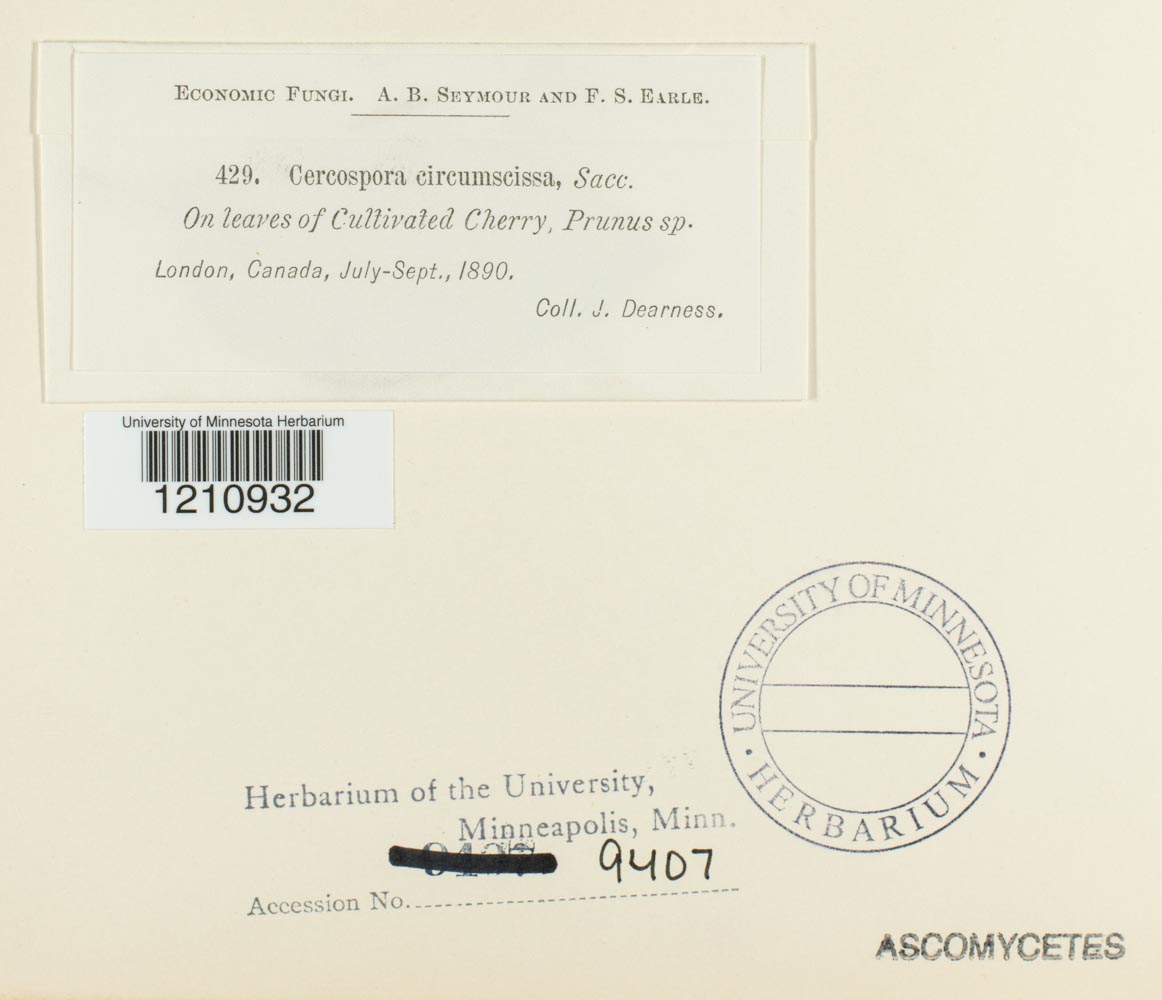 ECONOMIC FUNGI. A. B. SEYMOUR AND F. S. EARLE.
429. Cercospora circumscissa, Sacc.
On leaves of Cultivated Cherry, Prunus sp.
London, Canada, July-Sept., 1890.
Coll. J. Dearness.
University of Minnesota Herbarium
1210932
UNIVERSITY OF MINNESOTA
• HERBARIUM •
Herbarium of the University,
Minneapolis, Minn.
9407
Accession No.
ASCOMYCETES